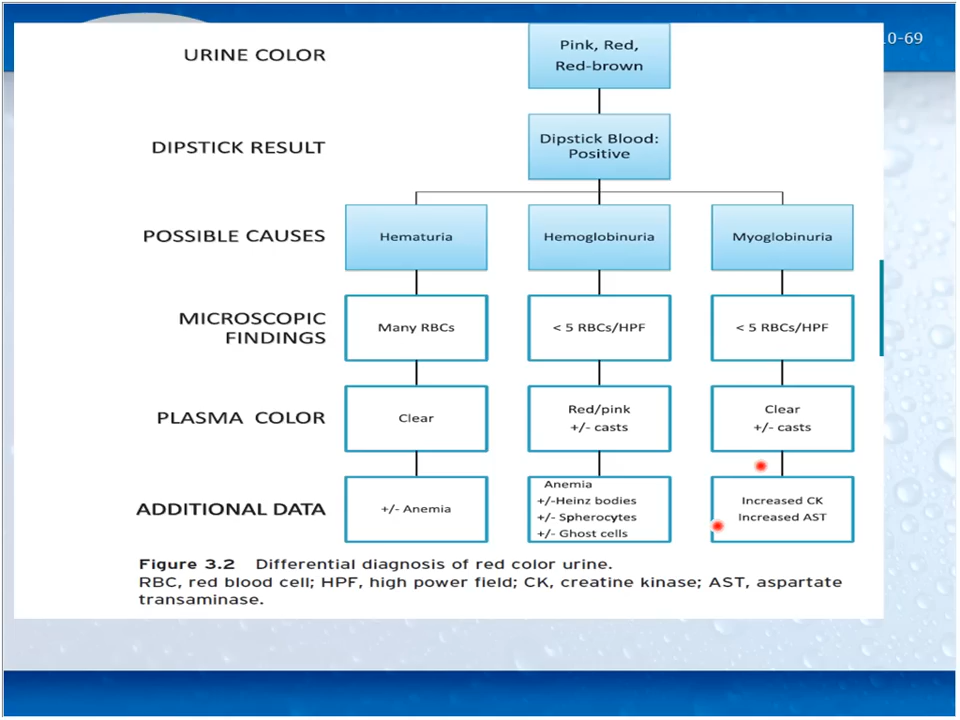 10-69
URINE COLOR
Pink, Red,
Red-brown
DIPSTICK RESULT
Dipstick Blood:
Positive
POSSIBLE CAUSES
Hematuria
Hemoglobinuria
Myoglobinuria
MICROSCOPIC
FINDINGS
Many RBCs
< 5 RBCs/HPF
< 5 RBCs/HPF
PLASMA COLOR
Clear
Red/pink
+/- casts
Clear
+/- casts
ADDITIONAL DATA
+/- Anemia
Anemia
+/-Heinz bodies
+/- Spherocytes
+/- Ghost cells
Increased CK
Increased AST
Figure 3.2 Differential diagnosis of red color urine.
RBC, red blood cell; HPF, high power field; CK, creatine kinase; AST, aspartate
transaminase.